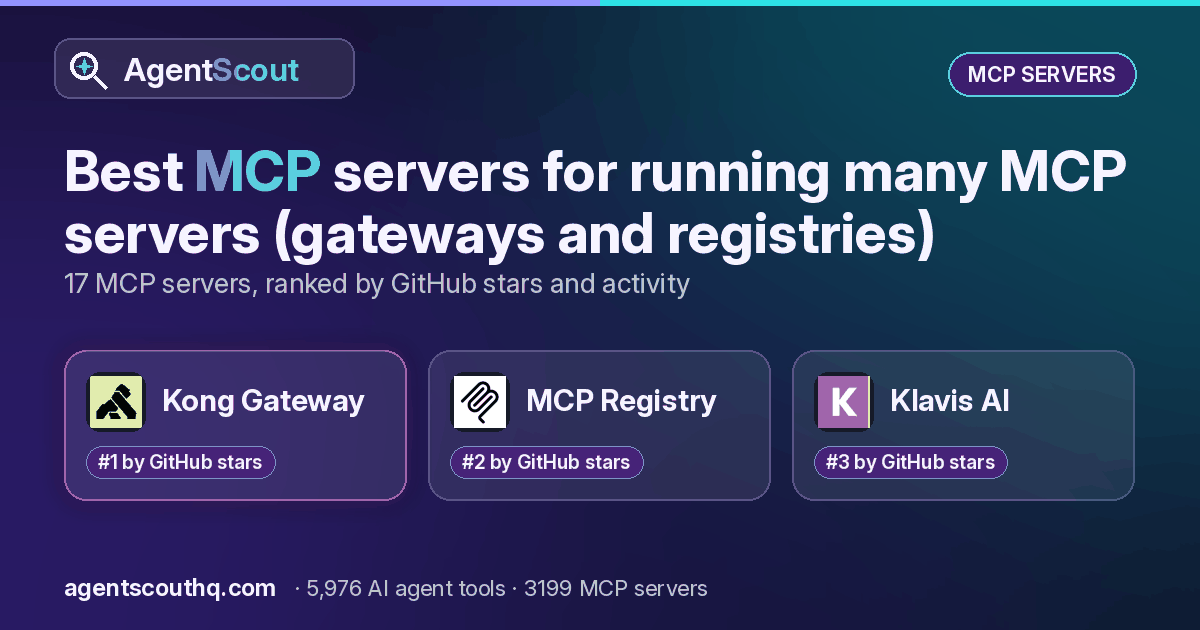 AgentScout
MCP SERVERS
Best MCP servers for running many MCP
servers (gateways and registries)
17 MCP servers, ranked by GitHub stars and activity
Kong Gateway
#1 by GitHub stars
MCP Registry
#2 by GitHub stars
K
Klavis AI
#3 by GitHub stars
agentscouthq.com · 5,976 AI agent tools · 3199 MCP servers